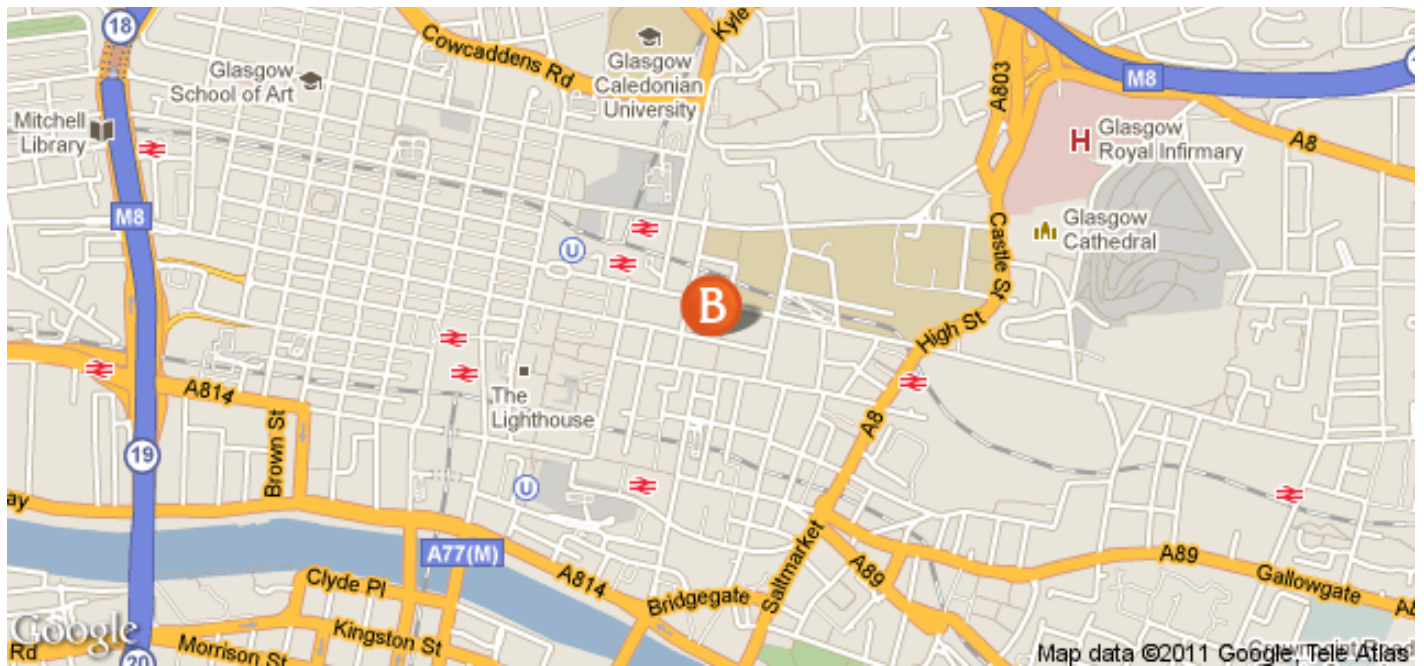 18
Cowcaddens Rd
Kyle
Glasgow
School of Art
Glasgow
Caledonian
University
A803
M8
Mitchell
Library
H
Glasgow
Royal Infirmary
A8
M8
Castle St
Glasgow
Cathedral
U
B
High St
A814
The
Lighthouse
A8
Brown St
19
U
ay
A77(M)
A814
Clyde Pl
Bridgegate
Saltmarket
A89
A89
Gallowgate
Google
Rd
Morrison St
Kingston St
20
Map data ©2011 Google, Tele Atlas